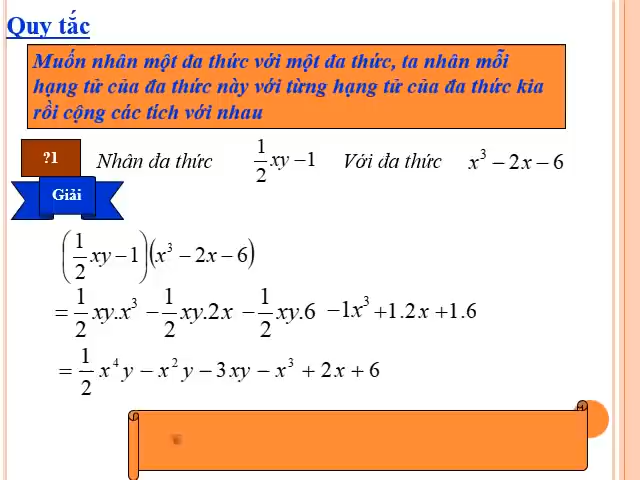 Quy tắc
Muốn nhân một đa thức với một đa thức, ta nhân mỗi
hạng tử của đa thức này với từng hạng tử của đa thức kia
rồi cộng các tích với nhau
?1 Nhân đa thức 1/2 xy − 1 Với đa thức x³ − 2x − 6
Giải
(1/2 xy − 1)(x³ − 2x − 6)
= 1/2 xy.x³ − 1/2 xy.2x − 1/2 xy.6 −1x³ +1.2x +1.6
= 1/2 x⁴y − x²y − 3xy − x³ + 2x + 6